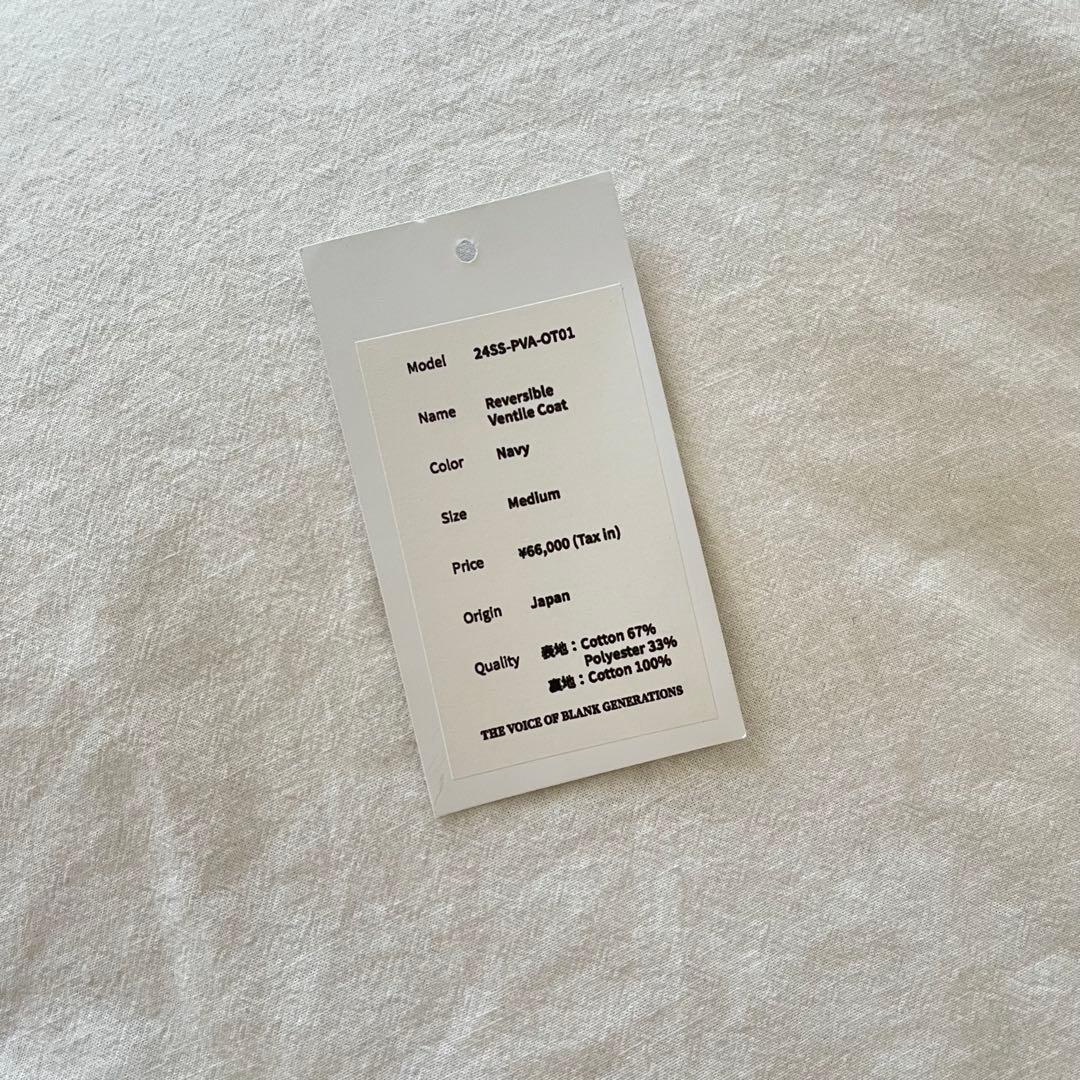 Model 24SS-PVA-OT01
Name Reversible
Ventile Coat
Color Navy
Size Medium
Price ¥66,000 (Tax in)
Origin Japan
Quality 表地：Cotton 67%
Polyester 33%
裏地：Cotton 100%
THE VOICE OF BLANK GENERATIONS